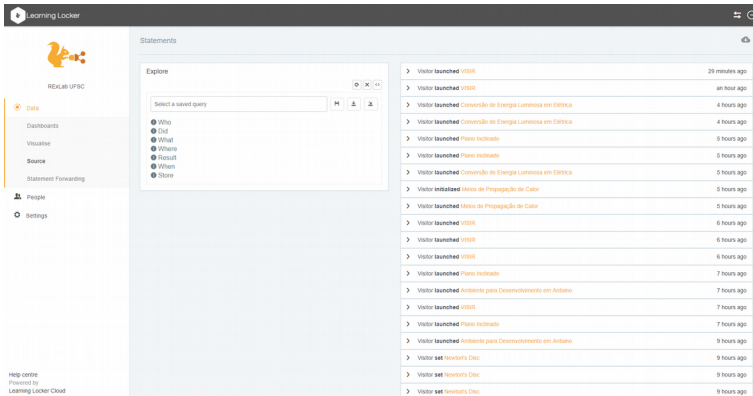 Learning Locker
RExLab UFSC
Data
Dashboards
Visualise
Source
Statement Forwarding
People
Settings
Help centre
Powered by
Learning Locker Cloud
Statements
Explore
Select a saved query
Who
Did
What
Where
Result
When
Store
Visitor launched VISIR 29 minutes ago
Visitor launched VISIR an hour ago
Visitor launched Conversão de Energia Luminosa em Elétrica 4 hours ago
Visitor launched Conversão de Energia Luminosa em Elétrica 4 hours ago
Visitor launched Plano Inclinado 5 hours ago
Visitor launched Plano Inclinado 5 hours ago
Visitor launched Conversão de Energia Luminosa em Elétrica 5 hours ago
Visitor initialized Meios de Propagação de Calor 5 hours ago
Visitor launched Meios de Propagação de Calor 5 hours ago
Visitor launched VISIR 6 hours ago
Visitor launched VISIR 6 hours ago
Visitor launched Plano Inclinado 7 hours ago
Visitor launched Ambiente para Desenvolvimento em Arduino 7 hours ago
Visitor launched VISIR 7 hours ago
Visitor launched Plano Inclinado 7 hours ago
Visitor launched Ambiente para Desenvolvimento em Arduino 9 hours ago
Visitor set Newton's Disc 9 hours ago
Visitor set Newton's Disc 9 hours ago
Visitor set Newton's Disc 9 hours ago